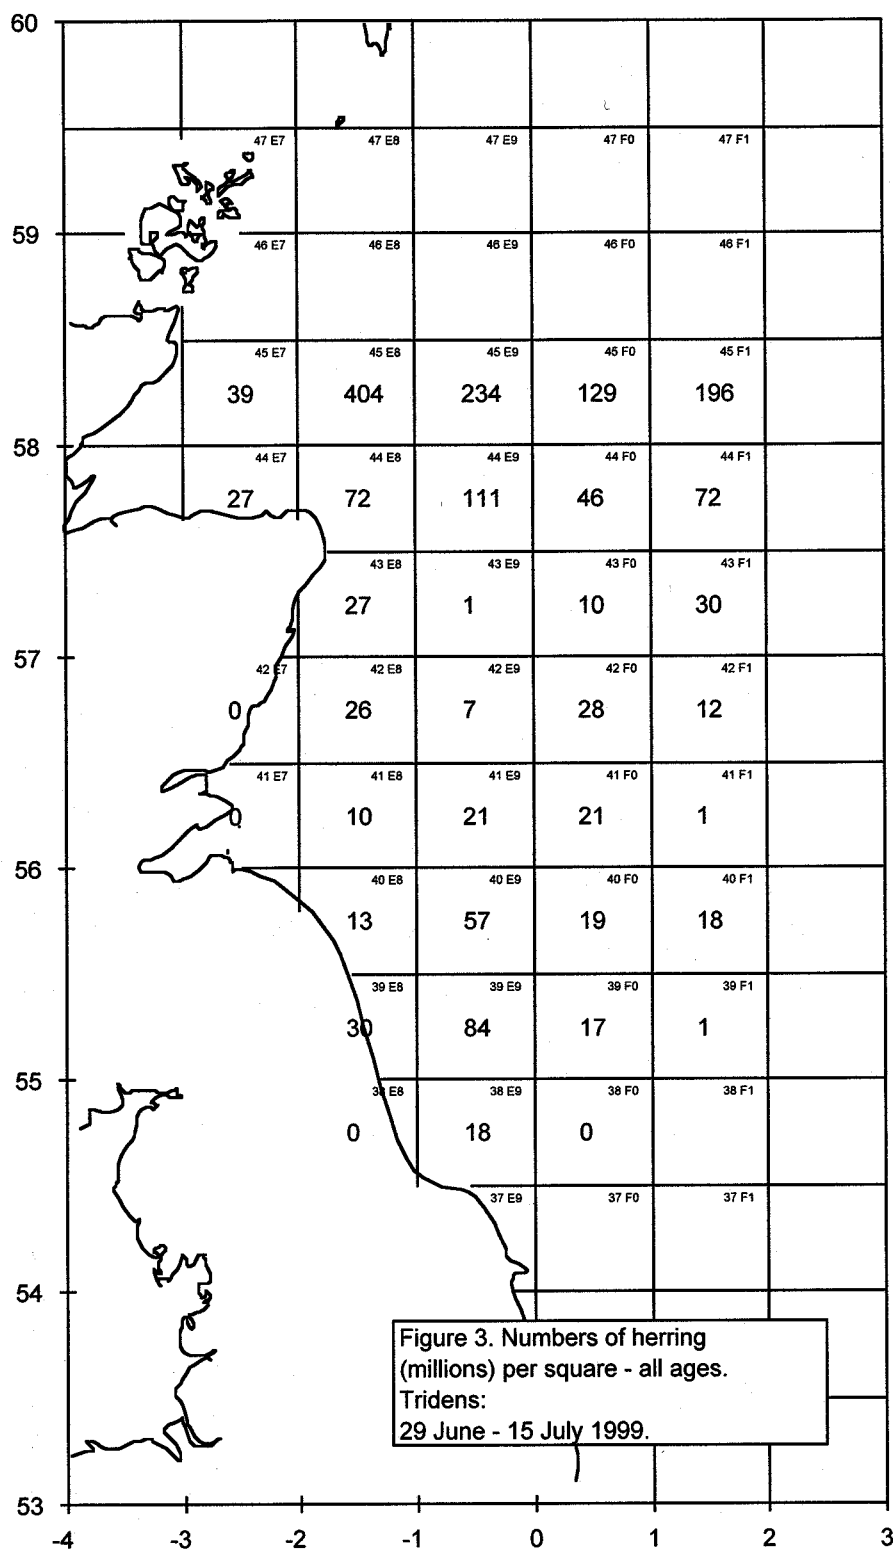 60
47 E7 47 E8 47 E9 47 F0 47 F1
59
46 E7 46 E8 46 E9 46 F0 46 F1
45 E7 45 E8 45 E9 45 F0 45 F1
39 404 234 129 196
58
44 E7 44 E8 44 E9 44 F0 44 F1
27 72 111 46 72
43 E8 43 E9 43 F0 43 F1
27 1 10 30
57
42 E7 42 E8 42 E9 42 F0 42 F1
0 26 7 28 12
41 E7 41 E8 41 E9 41 F0 41 F1
0 10 21 21 1
56
40 E8 40 E9 40 F0 40 F1
13 57 19 18
39 E8 39 E9 39 F0 39 F1
30 84 17 1
55
38 E8 38 E9 38 F0 38 F1
0 18 0
37 E9 37 F0 37 F1
54
Figure 3. Numbers of herring
(millions) per square - all ages.
Tridens:
29 June - 15 July 1999.
53
-4 -3 -2 -1 0 1 2 3